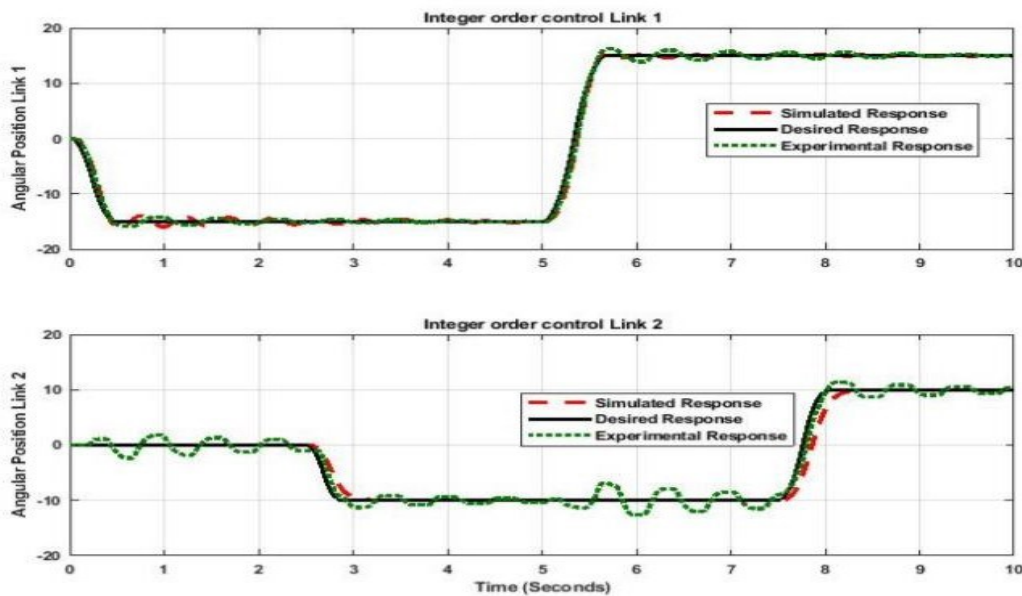 Integer order control Link 1
Angular Position Link 1
20
10
0
-10
-20
Simulated Response
Desired Response
Experimental Response
0 1 2 3 4 5 6 7 8 9 10
Integer order control Link 2
Angular Position Link 2
20
10
0
-10
-20
Simulated Response
Desired Response
Experimental Response
0 1 2 3 4 5 6 7 8 9 10
Time (Seconds)